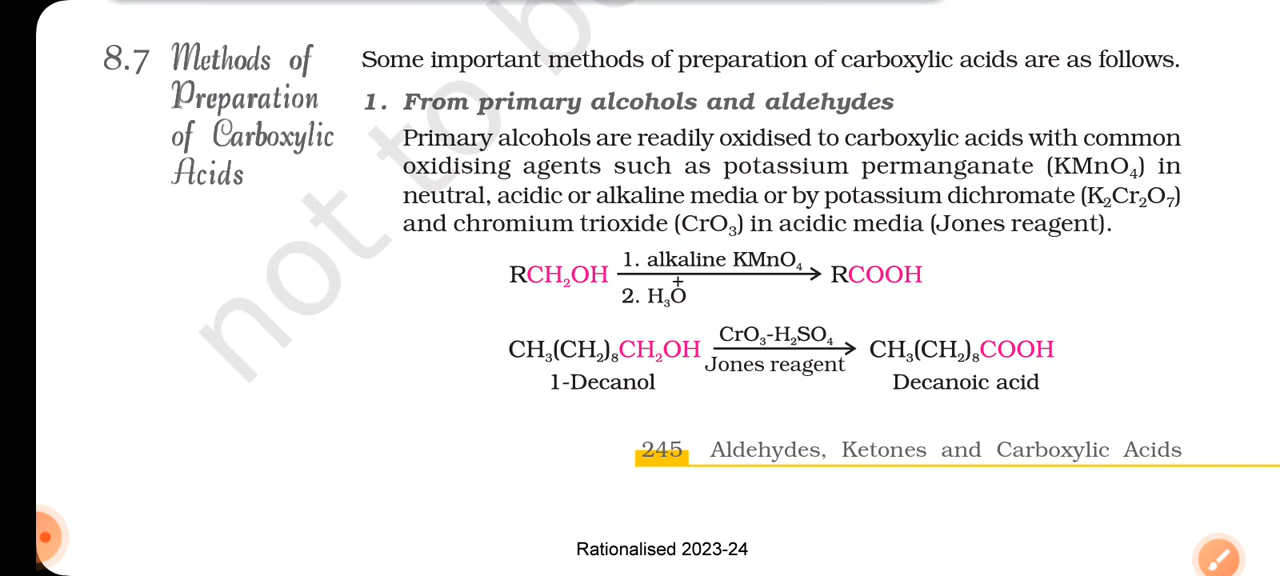 8.7 Methods of
Preparation
of Carboxylic
Acids
Some important methods of preparation of carboxylic acids are as follows.
1. From primary alcohols and aldehydes
Primary alcohols are readily oxidised to carboxylic acids with common
oxidising agents such as potassium permanganate (KMnO₄) in
neutral, acidic or alkaline media or by potassium dichromate (K₂Cr₂O₇)
and chromium trioxide (CrO₃) in acidic media (Jones reagent).
1. alkaline KMnO₄
RCH₂OH ⟶ RCOOH
2. H₃O⁺
CrO₃-H₂SO₄
CH₃(CH₂)₈CH₂OH ⟶ CH₃(CH₂)₈COOH
Jones reagent
1-Decanol Decanoic acid
245 Aldehydes, Ketones and Carboxylic Acids
Rationalised 2023-24
not to b